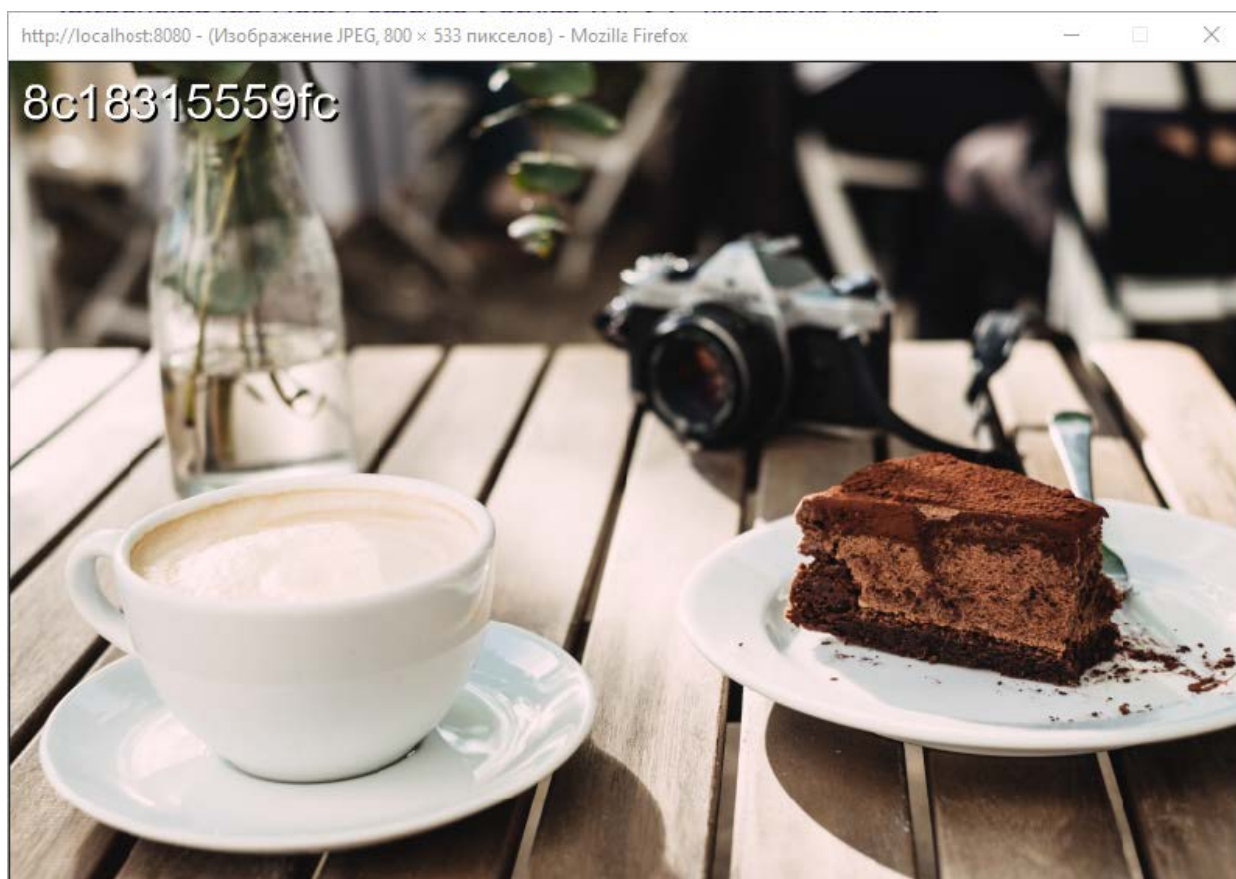 http://localhost:8080 - (Изображение JPEG, 800 × 533 пикселов) - Mozilla Firefox
8c18315559fc